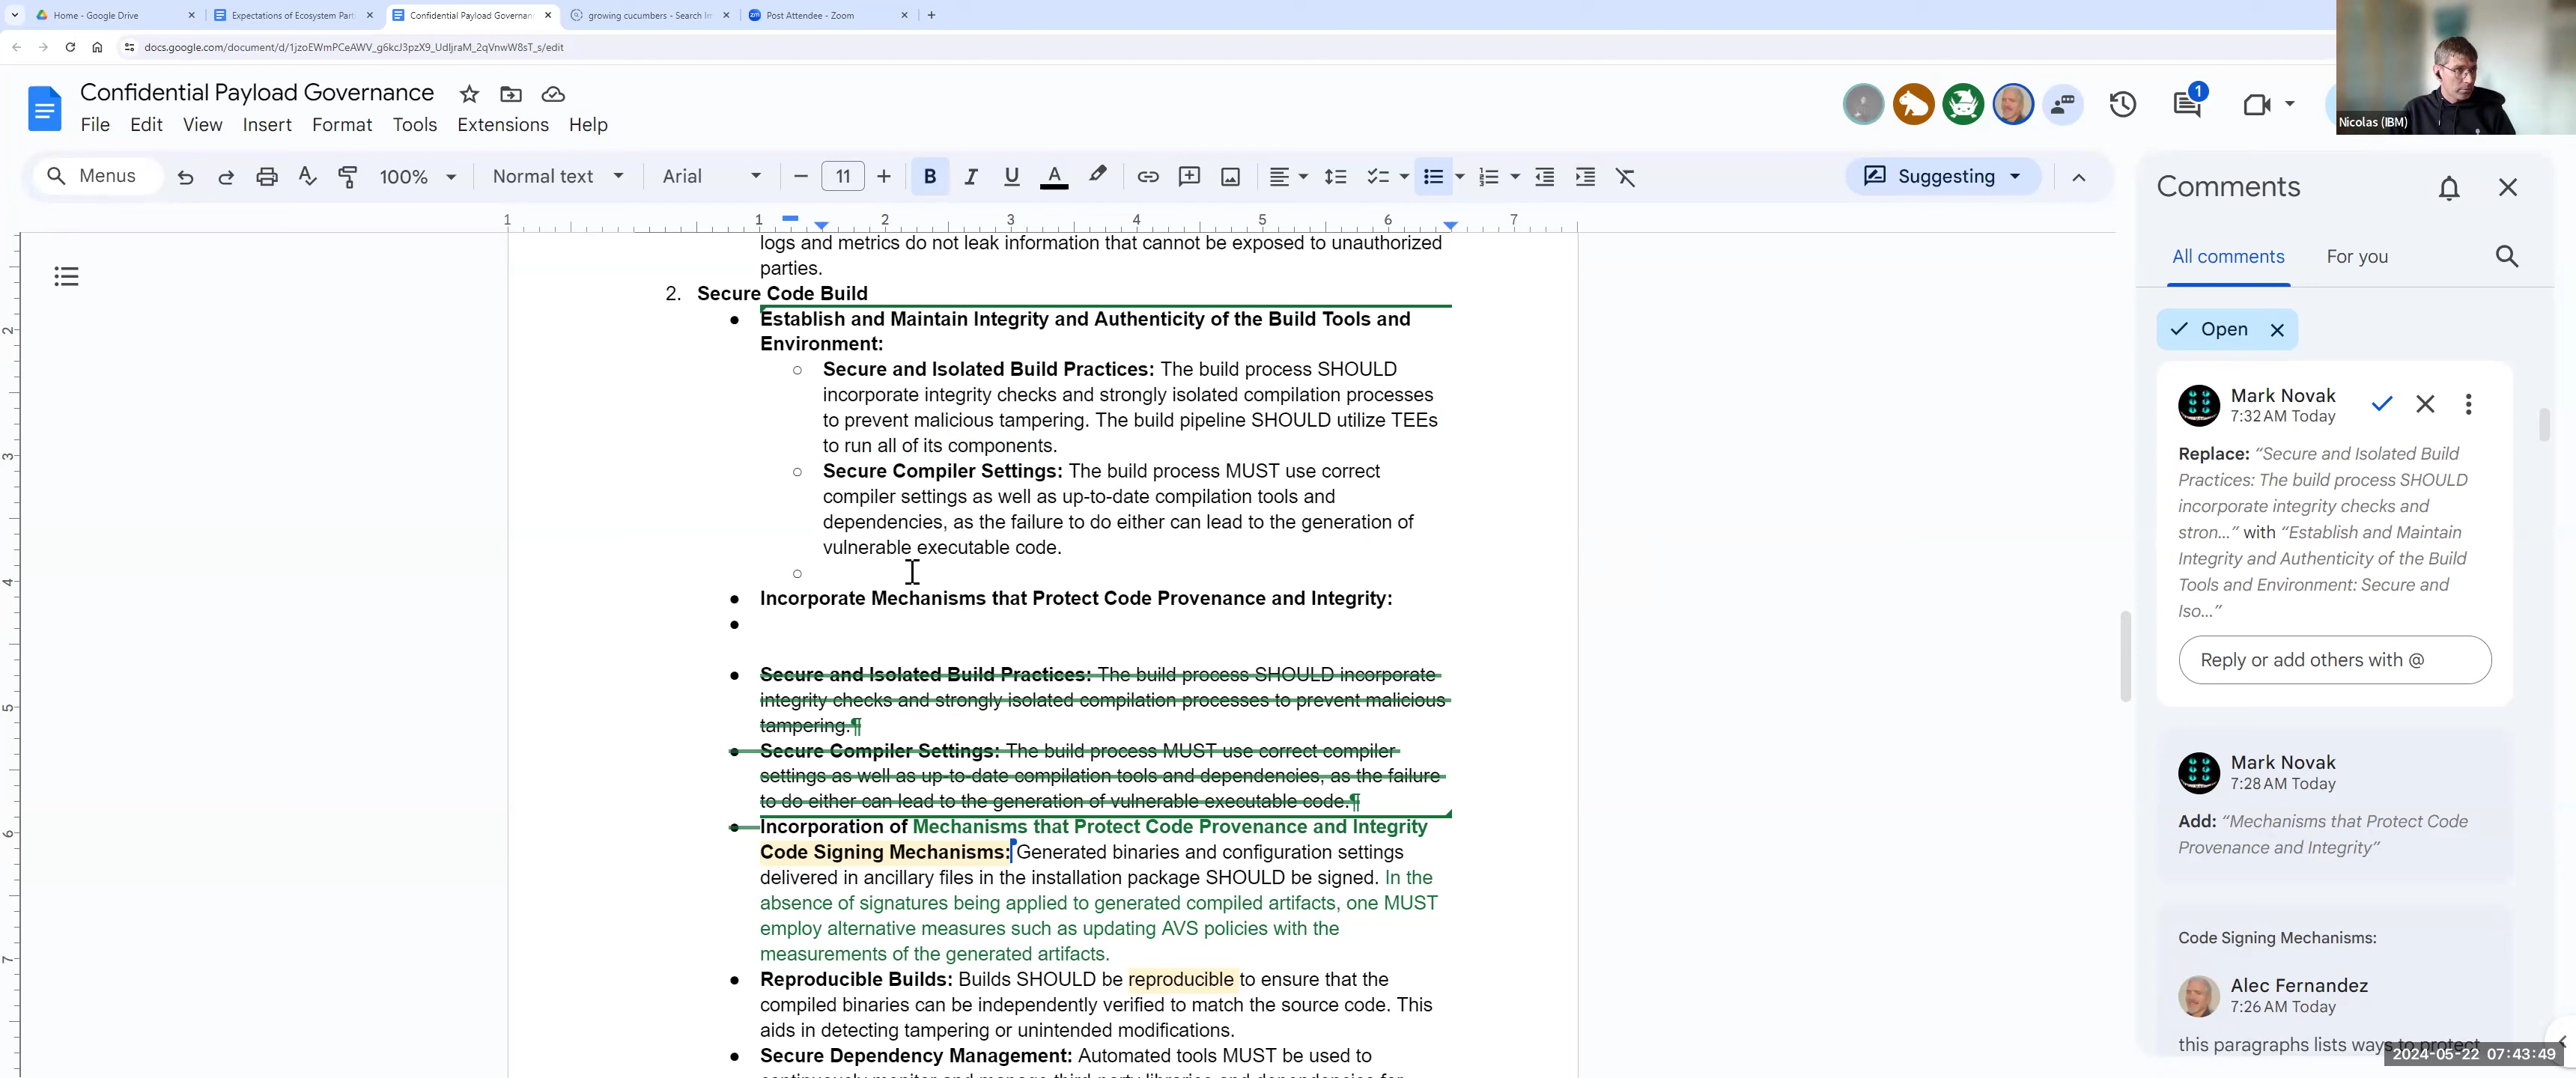 Home - Google Drive
Expectations of Ecosystem Part
Confidential Payload Governan
growing cucumbers - Search Im
Post Attendee - Zoom
docs.google.com/document/d/1jzoEWmPCeAWV_g6kcJ3pzX9_UdljraM_2qVnwW8sT_s/edit
Nicolas (IBM)
Confidential Payload Governance
File Edit View Insert Format Tools Extensions Help
1
Menus
100%
Normal text
Arial
11
Suggesting
1 1 2 3 4 5 6 7
2
3
4
5
6
7
logs and metrics do not leak information that cannot be exposed to unauthorized
parties.
2. Secure Code Build
● Establish and Maintain Integrity and Authenticity of the Build Tools and
Environment:
○ Secure and Isolated Build Practices: The build process SHOULD
incorporate integrity checks and strongly isolated compilation processes
to prevent malicious tampering. The build pipeline SHOULD utilize TEEs
to run all of its components.
○ Secure Compiler Settings: The build process MUST use correct
compiler settings as well as up-to-date compilation tools and
dependencies, as the failure to do either can lead to the generation of
vulnerable executable code.
○
● Incorporate Mechanisms that Protect Code Provenance and Integrity:
●
● Secure and Isolated Build Practices: The build process SHOULD incorporate
integrity checks and strongly isolated compilation processes to prevent malicious
tampering.¶
● Secure Compiler Settings: The build process MUST use correct compiler
settings as well as up-to-date compilation tools and dependencies, as the failure
to do either can lead to the generation of vulnerable executable code.¶
● Incorporation of Mechanisms that Protect Code Provenance and Integrity
Code Signing Mechanisms: Generated binaries and configuration settings
delivered in ancillary files in the installation package SHOULD be signed. In the
absence of signatures being applied to generated compiled artifacts, one MUST
employ alternative measures such as updating AVS policies with the
measurements of the generated artifacts.
● Reproducible Builds: Builds SHOULD be reproducible to ensure that the
compiled binaries can be independently verified to match the source code. This
aids in detecting tampering or unintended modifications.
● Secure Dependency Management: Automated tools MUST be used to
Comments
All comments
For you
Open
Mark Novak
7:32 AM Today
Replace: “Secure and Isolated Build
Practices: The build process SHOULD
incorporate integrity checks and
stron...” with “Establish and Maintain
Integrity and Authenticity of the Build
Tools and Environment: Secure and
Iso...”
Reply or add others with @
Mark Novak
7:28 AM Today
Add: “Mechanisms that Protect Code
Provenance and Integrity”
Code Signing Mechanisms:
Alec Fernandez
7:26 AM Today
this paragraphs lists ways to protect
2024-05-22 07:43:49